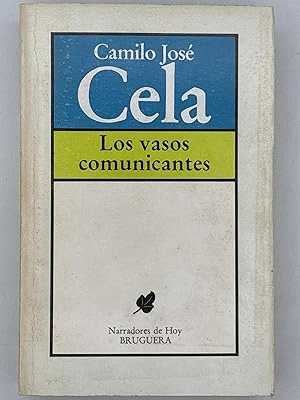 Camilo José
Cela
Los vasos
comunicantes
Narradores de Hoy
BRUGUERA